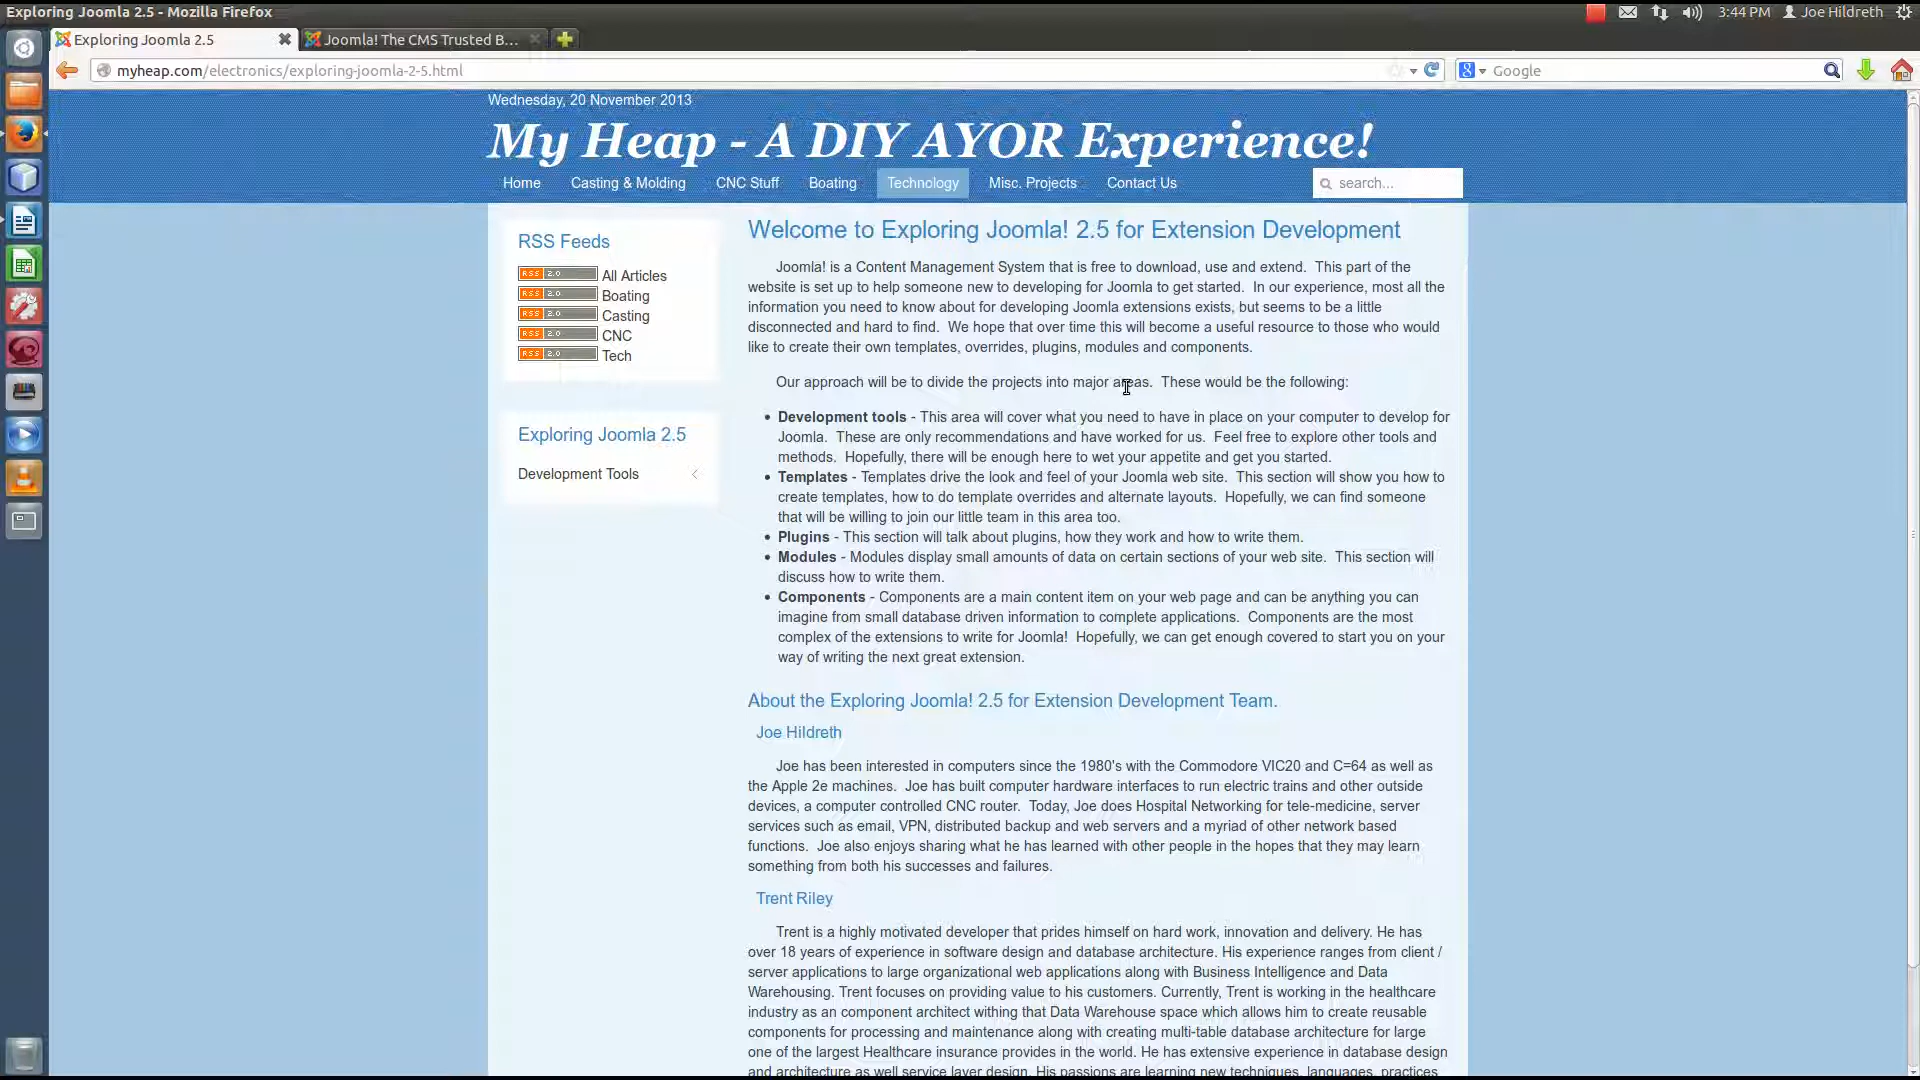 Exploring Joomla 2.5 - Mozilla Firefox
3:44 PM Joe Hildreth
Exploring Joomla 2.5
Joomla! The CMS Trusted B...
myheap.com/electronics/exploring-joomla-2-5.html
Google
Wednesday, 20 November 2013
My Heap - A DIY AYOR Experience!
Home Casting & Molding CNC Stuff Boating Technology Misc. Projects Contact Us
search...
RSS Feeds
RSS 2.0 All Articles
RSS 2.0 Boating
RSS 2.0 Casting
RSS 2.0 CNC
RSS 2.0 Tech
Exploring Joomla 2.5
Development Tools
Welcome to Exploring Joomla! 2.5 for Extension Development
Joomla! is a Content Management System that is free to download, use and extend. This part of the
website is set up to help someone new to developing for Joomla to get started. In our experience, most all the
information you need to know about for developing Joomla extensions exists, but seems to be a little
disconnected and hard to find. We hope that over time this will become a useful resource to those who would
like to create their own templates, overrides, plugins, modules and components.
Our approach will be to divide the projects into major areas. These would be the following:
• Development tools - This area will cover what you need to have in place on your computer to develop for
Joomla. These are only recommendations and have worked for us. Feel free to explore other tools and
methods. Hopefully, there will be enough here to wet your appetite and get you started.
• Templates - Templates drive the look and feel of your Joomla web site. This section will show you how to
create templates, how to do template overrides and alternate layouts. Hopefully, we can find someone
that will be willing to join our little team in this area too.
• Plugins - This section will talk about plugins, how they work and how to write them.
• Modules - Modules display small amounts of data on certain sections of your web site. This section will
discuss how to write them.
• Components - Components are a main content item on your web page and can be anything you can
imagine from small database driven information to complete applications. Components are the most
complex of the extensions to write for Joomla! Hopefully, we can get enough covered to start you on your
way of writing the next great extension.
About the Exploring Joomla! 2.5 for Extension Development Team.
Joe Hildreth
Joe has been interested in computers since the 1980's with the Commodore VIC20 and C=64 as well as
the Apple 2e machines. Joe has built computer hardware interfaces to run electric trains and other outside
devices, a computer controlled CNC router. Today, Joe does Hospital Networking for tele-medicine, server
services such as email, VPN, distributed backup and web servers and a myriad of other network based
functions. Joe also enjoys sharing what he has learned with other people in the hopes that they may learn
something from both his successes and failures.
Trent Riley
Trent is a highly motivated developer that prides himself on hard work, innovation and delivery. He has
over 18 years of experience in software design and database architecture. His experience ranges from client /
server applications to large organizational web applications along with Business Intelligence and Data
Warehousing. Trent focuses on providing value to his customers. Currently, Trent is working in the healthcare
industry as an component architect withing that Data Warehouse space which allows him to create reusable
components for processing and maintenance along with creating multi-table database architecture for large
one of the largest Healthcare insurance provides in the world. He has extensive experience in database design
and architecture as well service layer design. His passions are learning new techniques, languages, practices